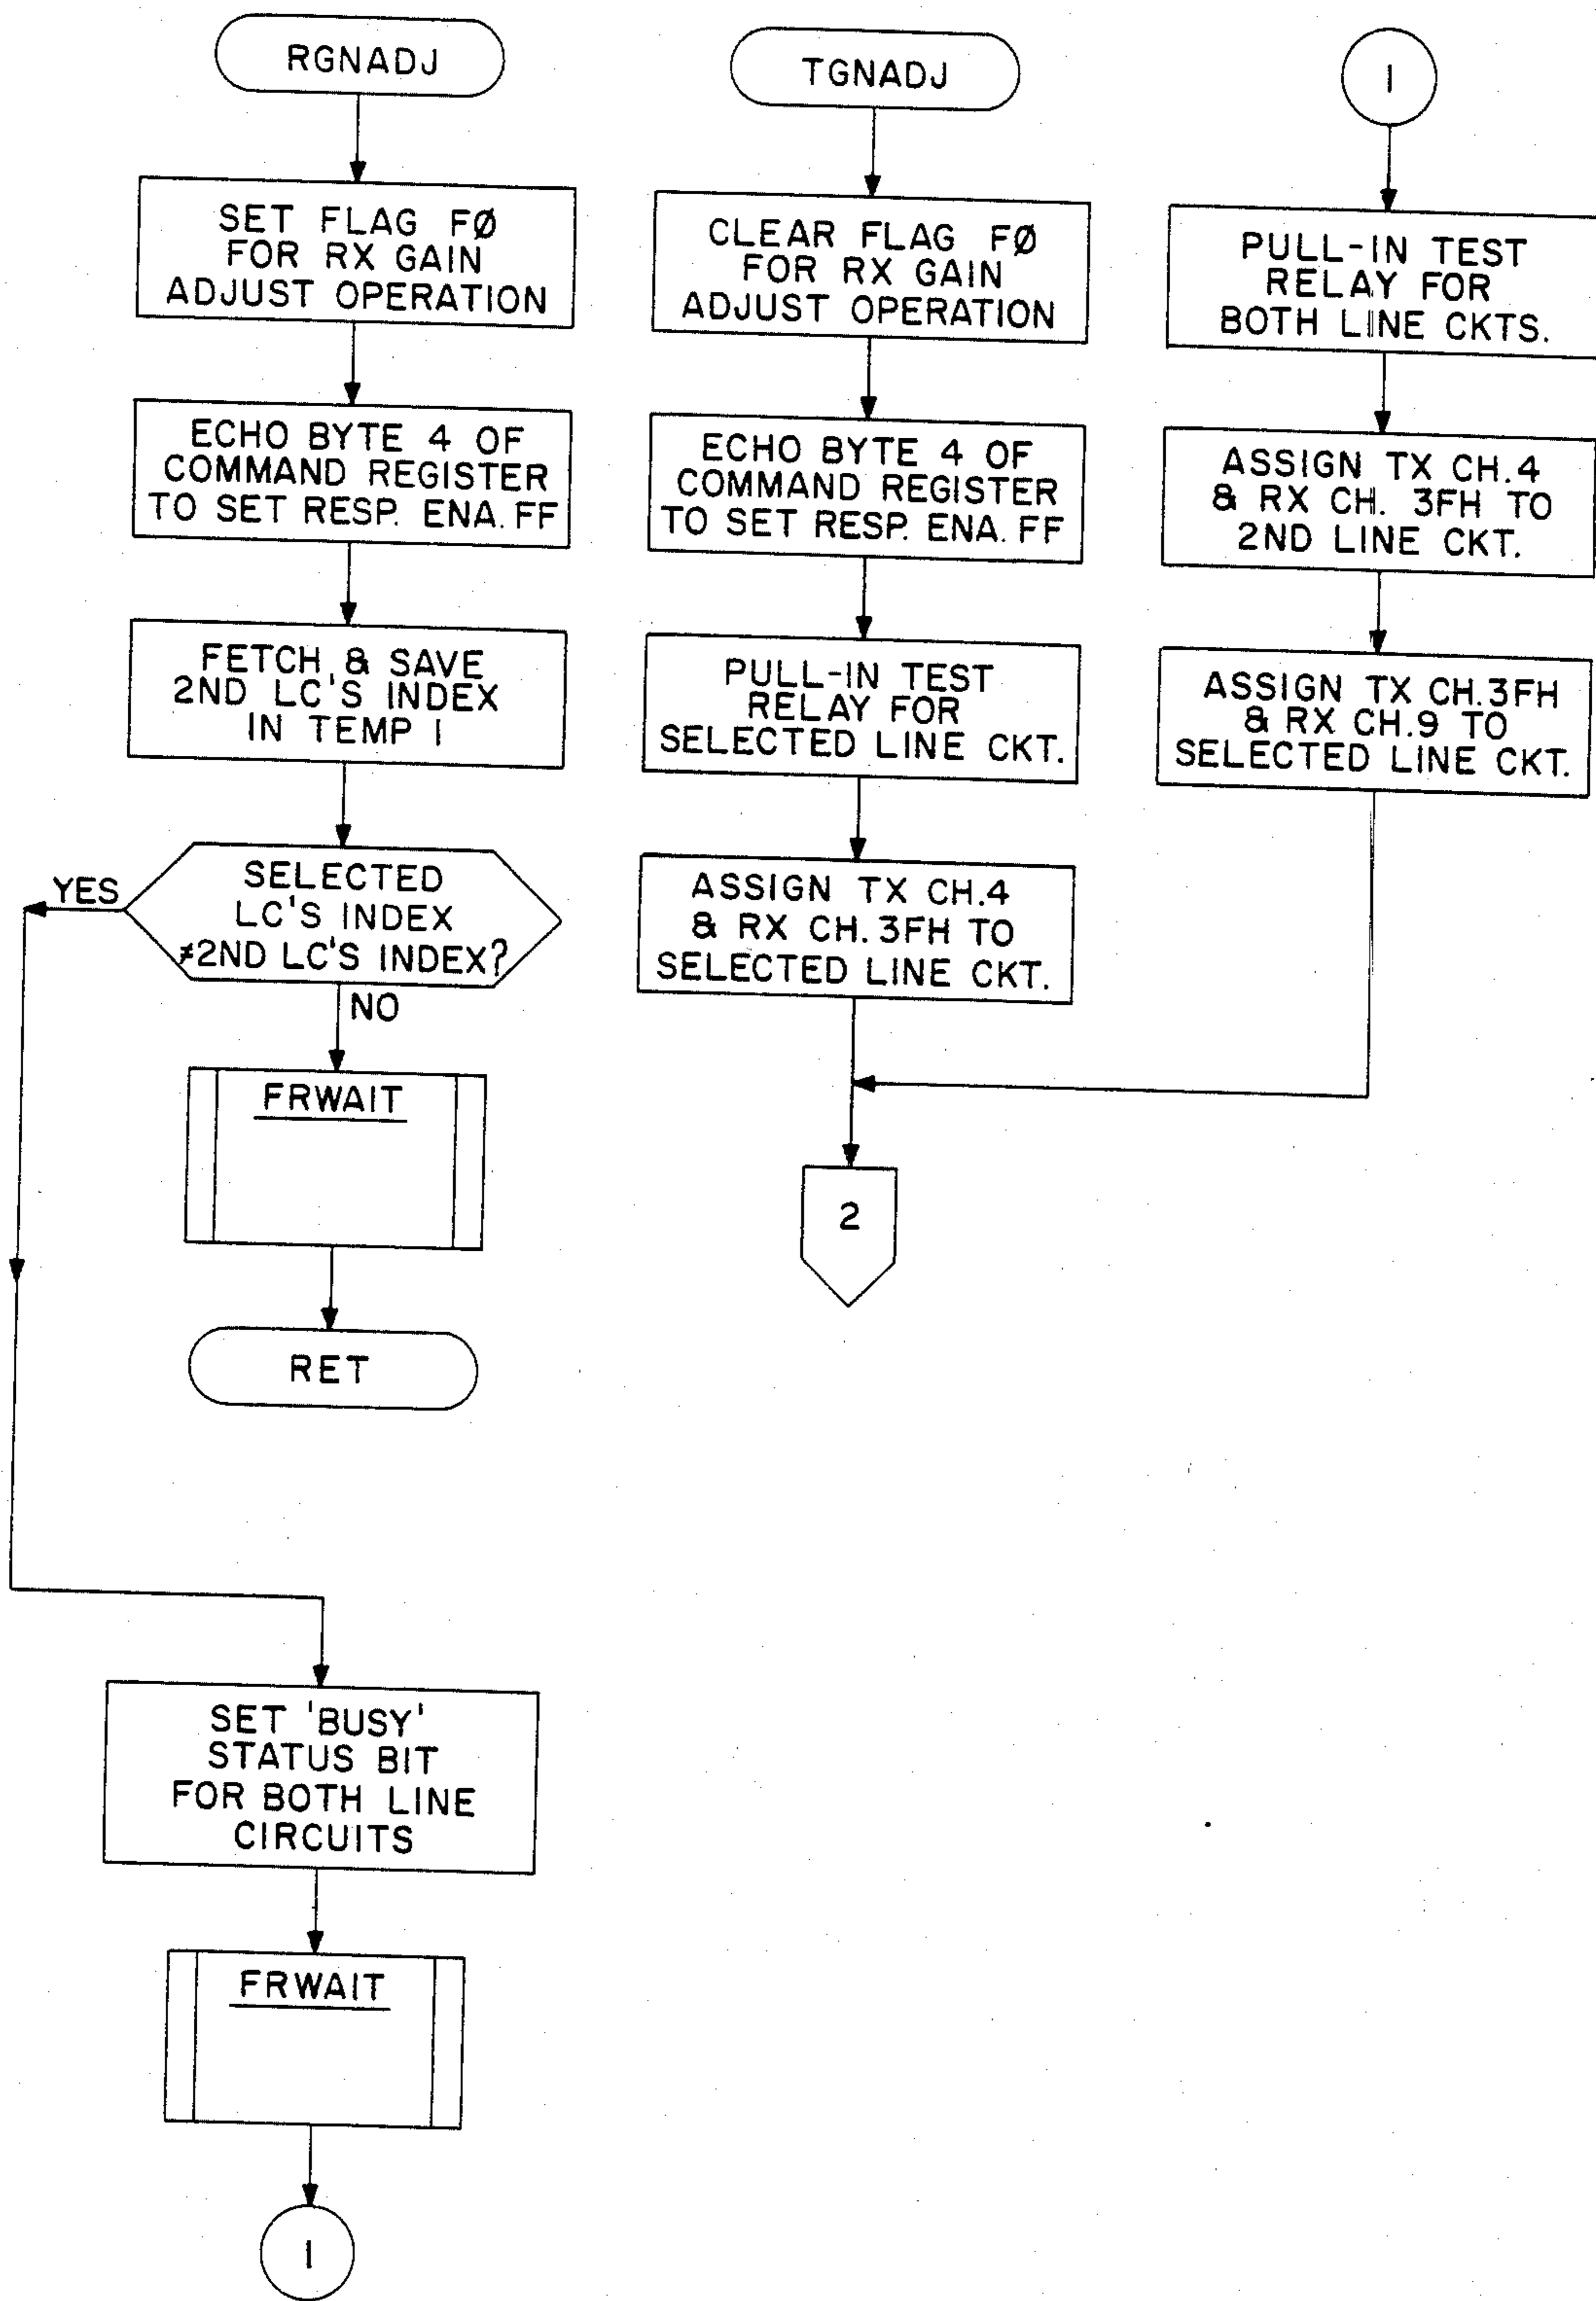 RGNADJ
SET FLAG FØ
FOR RX GAIN
ADJUST OPERATION
ECHO BYTE 4 OF
COMMAND REGISTER
TO SET RESP. ENA. FF
FETCH & SAVE
2ND LC'S INDEX
IN TEMP 1
SELECTED
LC'S INDEX
≠2ND LC'S INDEX?
YES
NO
FRWAIT
RET
SET 'BUSY'
STATUS BIT
FOR BOTH LINE
CIRCUITS
FRWAIT
1
TGNADJ
CLEAR FLAG FØ
FOR RX GAIN
ADJUST OPERATION
ECHO BYTE 4 OF
COMMAND REGISTER
TO SET RESP. ENA. FF
PULL-IN TEST
RELAY FOR
SELECTED LINE CKT.
ASSIGN TX CH.4
& RX CH. 3FH TO
SELECTED LINE CKT.
2
1
PULL-IN TEST
RELAY FOR
BOTH LINE CKTS.
ASSIGN TX CH.4
& RX CH. 3FH TO
2ND LINE CKT.
ASSIGN TX CH.3FH
& RX CH.9 TO
SELECTED LINE CKT.